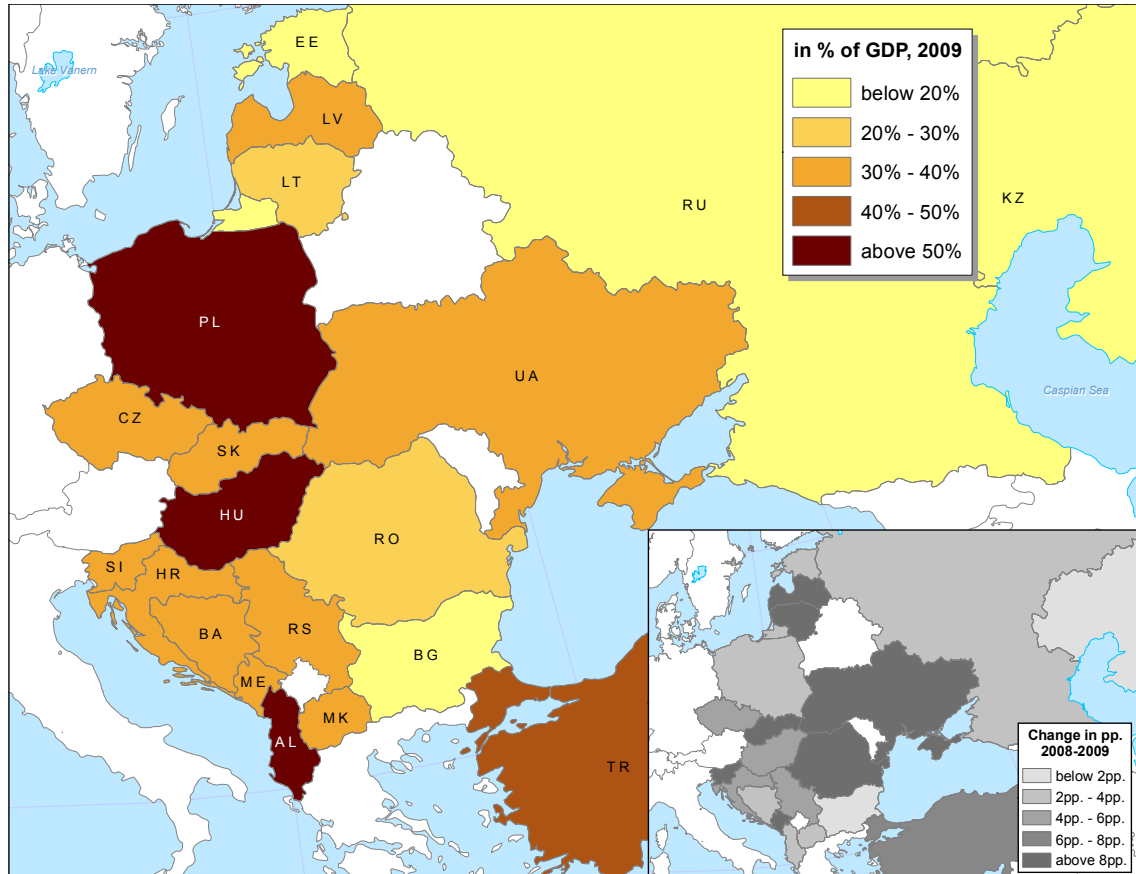 EE
Lake Vanern
in % of GDP, 2009
below 20%
20% - 30%
30% - 40%
40% - 50%
above 50%
LV
LT
RU
KZ
PL
UA
Caspian Sea
CZ
SK
HU
RO
SI
HR
BA
RS
BG
ME
MK
AL
TR
Change in pp.
2008-2009
below 2pp.
2pp. - 4pp.
4pp. - 6pp.
6pp. - 8pp.
above 8pp.